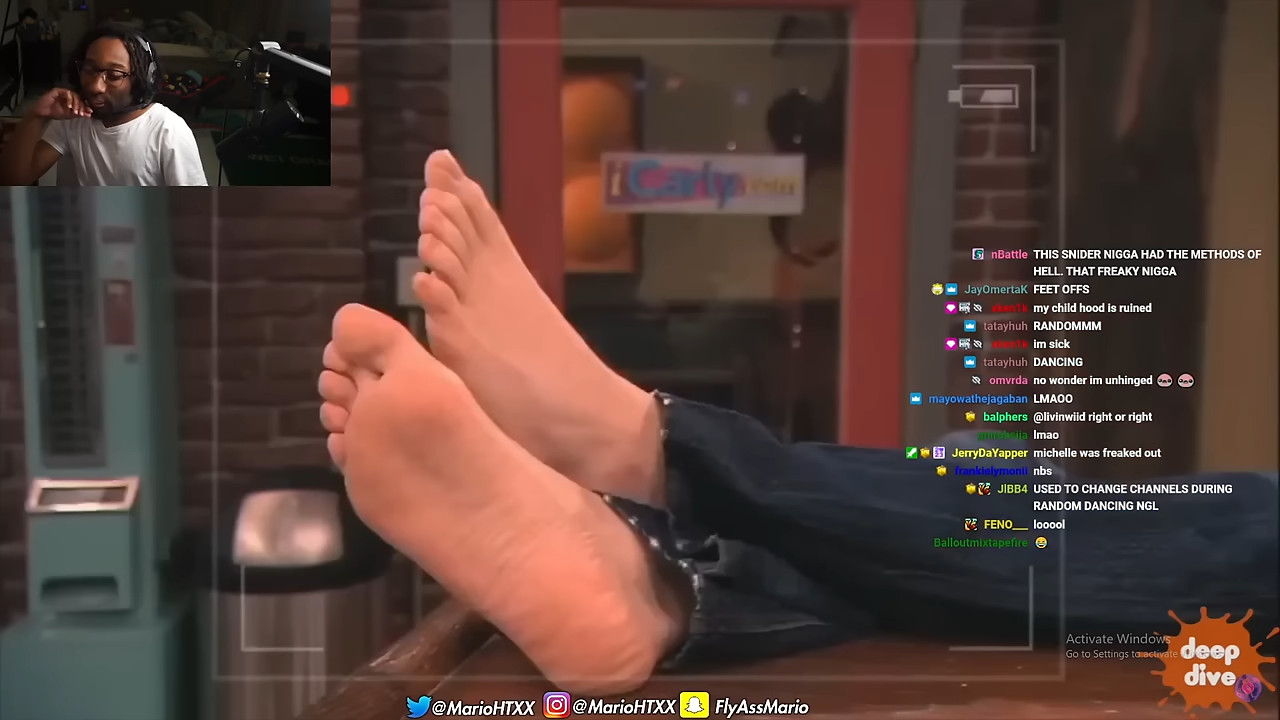 iCarly
nBattle THIS SNIDER NIGGA HAD THE METHODS OF
HELL. THAT FREAKY NIGGA
JayOmertaK FEET OFFS
my child hood is ruined
tatayhuh RANDOMMM
im sick
tatayhuh DANCING
omvrda no wonder im unhinged
mayowathejagaban LMAOO
balphers @livinwiid right or right
lmao
JerryDaYapper michelle was freaked out
nbs
JIBB4 USED TO CHANGE CHANNELS DURING
RANDOM DANCING NGL
FENO__ looool
Balloutmixtapefire 😂
Activate Windows
Go to Settings to activate
deep
dive
@MarioHTXX @MarioHTXX FlyAssMario